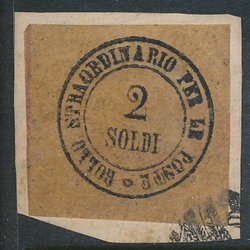 BOLLO STRAORDINARIO PER LE POSTE
2
SOLDI